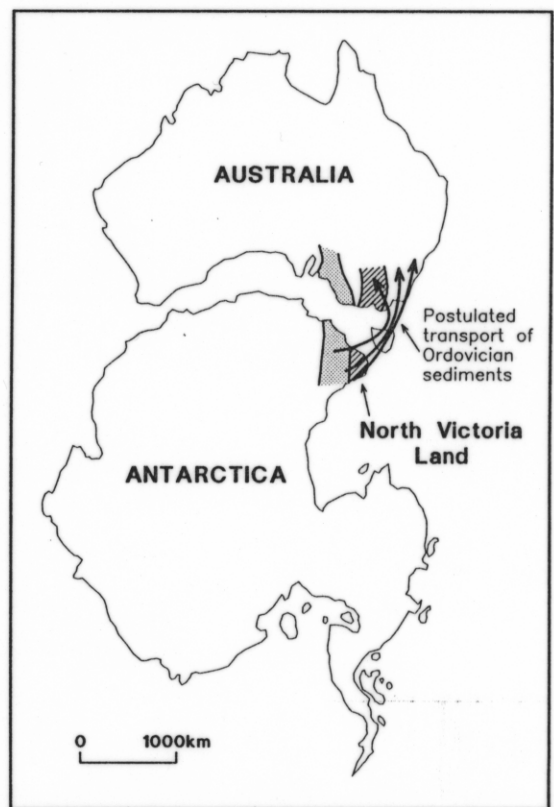 AUSTRALIA
Postulated
transport of
Ordovician
sediments
North Victoria
Land
ANTARCTICA
0 1000km